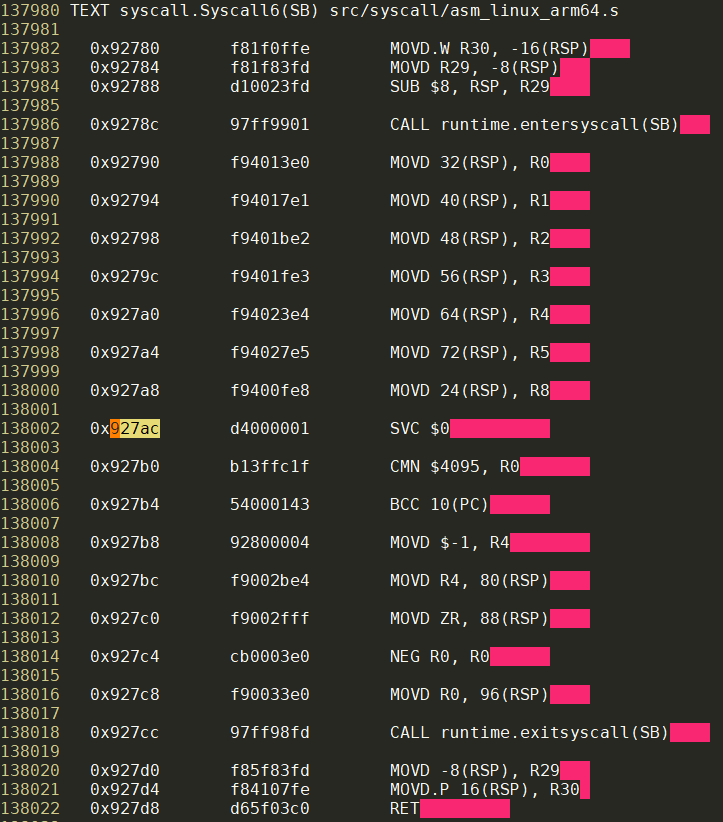 137980 TEXT syscall.Syscall6(SB) src/syscall/asm_linux_arm64.s
137981
137982 0x92780 f81f0ffe MOVD.W R30, -16(RSP)
137983 0x92784 f81f83fd MOVD R29, -8(RSP)
137984 0x92788 d10023fd SUB $8, RSP, R29
137985
137986 0x9278c 97ff9901 CALL runtime.entersyscall(SB)
137987
137988 0x92790 f94013e0 MOVD 32(RSP), R0
137989
137990 0x92794 f94017e1 MOVD 40(RSP), R1
137991
137992 0x92798 f9401be2 MOVD 48(RSP), R2
137993
137994 0x9279c f9401fe3 MOVD 56(RSP), R3
137995
137996 0x927a0 f94023e4 MOVD 64(RSP), R4
137997
137998 0x927a4 f94027e5 MOVD 72(RSP), R5
137999
138000 0x927a8 f9400fe8 MOVD 24(RSP), R8
138001
138002 0x927ac d4000001 SVC $0
138003
138004 0x927b0 b13ffc1f CMN $4095, R0
138005
138006 0x927b4 54000143 BCC 10(PC)
138007
138008 0x927b8 92800004 MOVD $-1, R4
138009
138010 0x927bc f9002be4 MOVD R4, 80(RSP)
138011
138012 0x927c0 f9002fff MOVD ZR, 88(RSP)
138013
138014 0x927c4 cb0003e0 NEG R0, R0
138015
138016 0x927c8 f90033e0 MOVD R0, 96(RSP)
138017
138018 0x927cc 97ff98fd CALL runtime.exitsyscall(SB)
138019
138020 0x927d0 f85f83fd MOVD -8(RSP), R29
138021 0x927d4 f84107fe MOVD.P 16(RSP), R30
138022 0x927d8 d65f03c0 RET